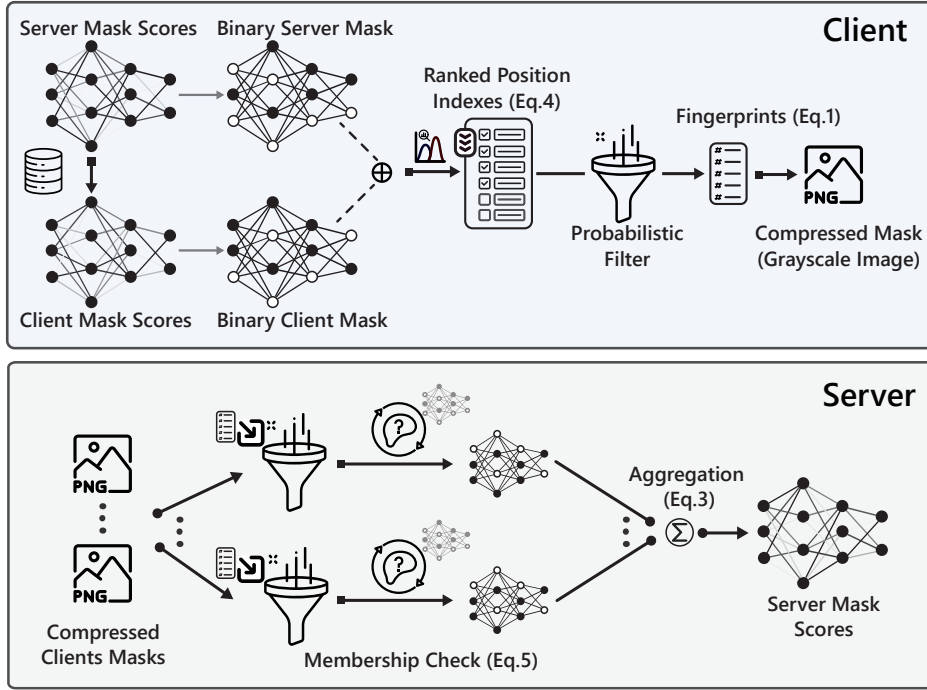 Client
Server Mask Scores
Binary Server Mask
Ranked Position
Indexes (Eq.4)
Fingerprints (Eq.1)
#
#
#
#
#
PNG
Probabilistic
Filter
Compressed Mask
(Grayscale Image)
Client Mask Scores
Binary Client Mask
Server
PNG
?
Aggregation
(Eq.3)
Σ
PNG
?
Compressed
Clients Masks
Membership Check (Eq.5)
Server Mask
Scores